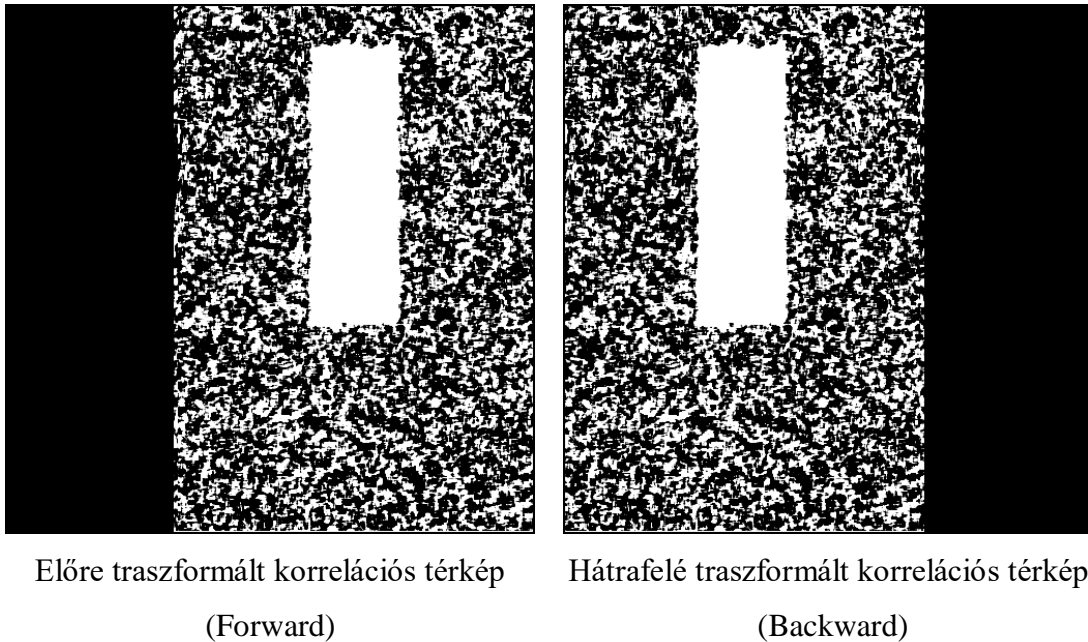 Előre traszformált korrelációs térkép
(Forward)
Hátrafelé traszformált korrelációs térkép
(Backward)